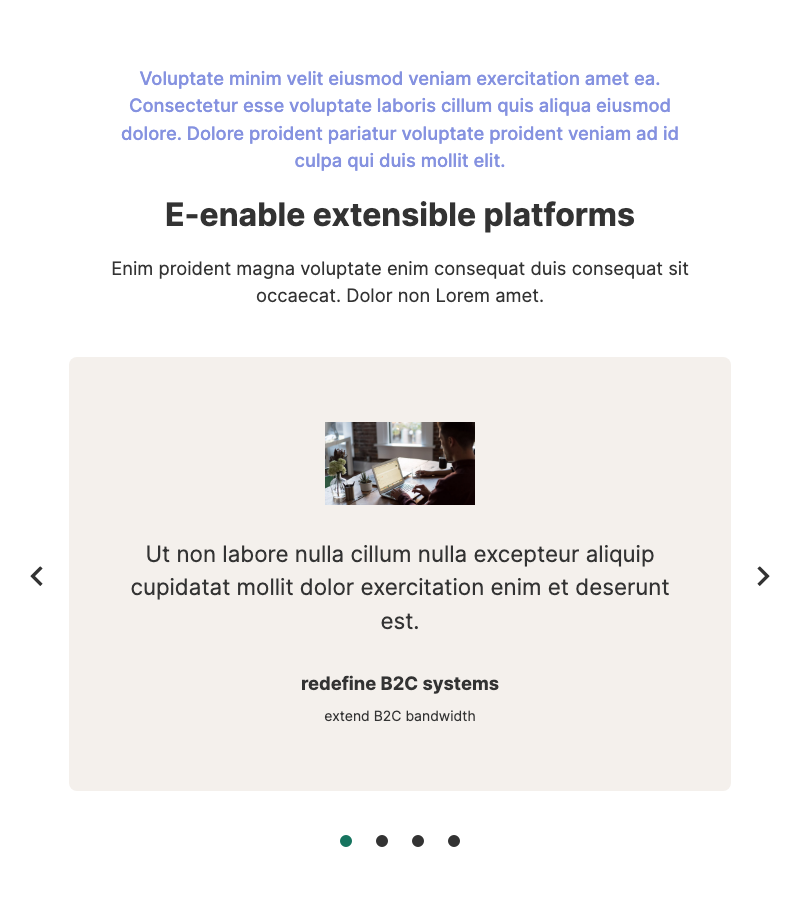 Voluptate minim velit eiusmod veniam exercitation amet ea.
Consectetur esse voluptate laboris cillum quis aliqua eiusmod
dolore. Dolore proident pariatur voluptate proident veniam ad id
culpa qui duis mollit elit.
E-enable extensible platforms
Enim proident magna voluptate enim consequat duis consequat sit
occaecat. Dolor non Lorem amet.
Ut non labore nulla cillum nulla excepteur aliquip
cupidatat mollit dolor exercitation enim et deserunt
est.
redefine B2C systems
extend B2C bandwidth